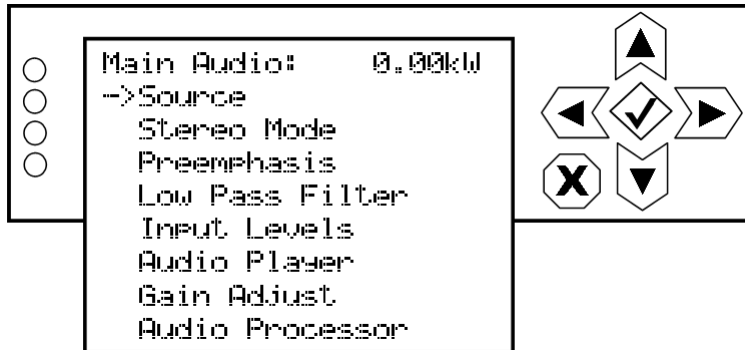 Main Audio: 0.00kW
->Source
Stereo Mode
Preemphasis
Low Pass Filter
Input Levels
Audio Player
Gain Adjust
Audio Processor
X